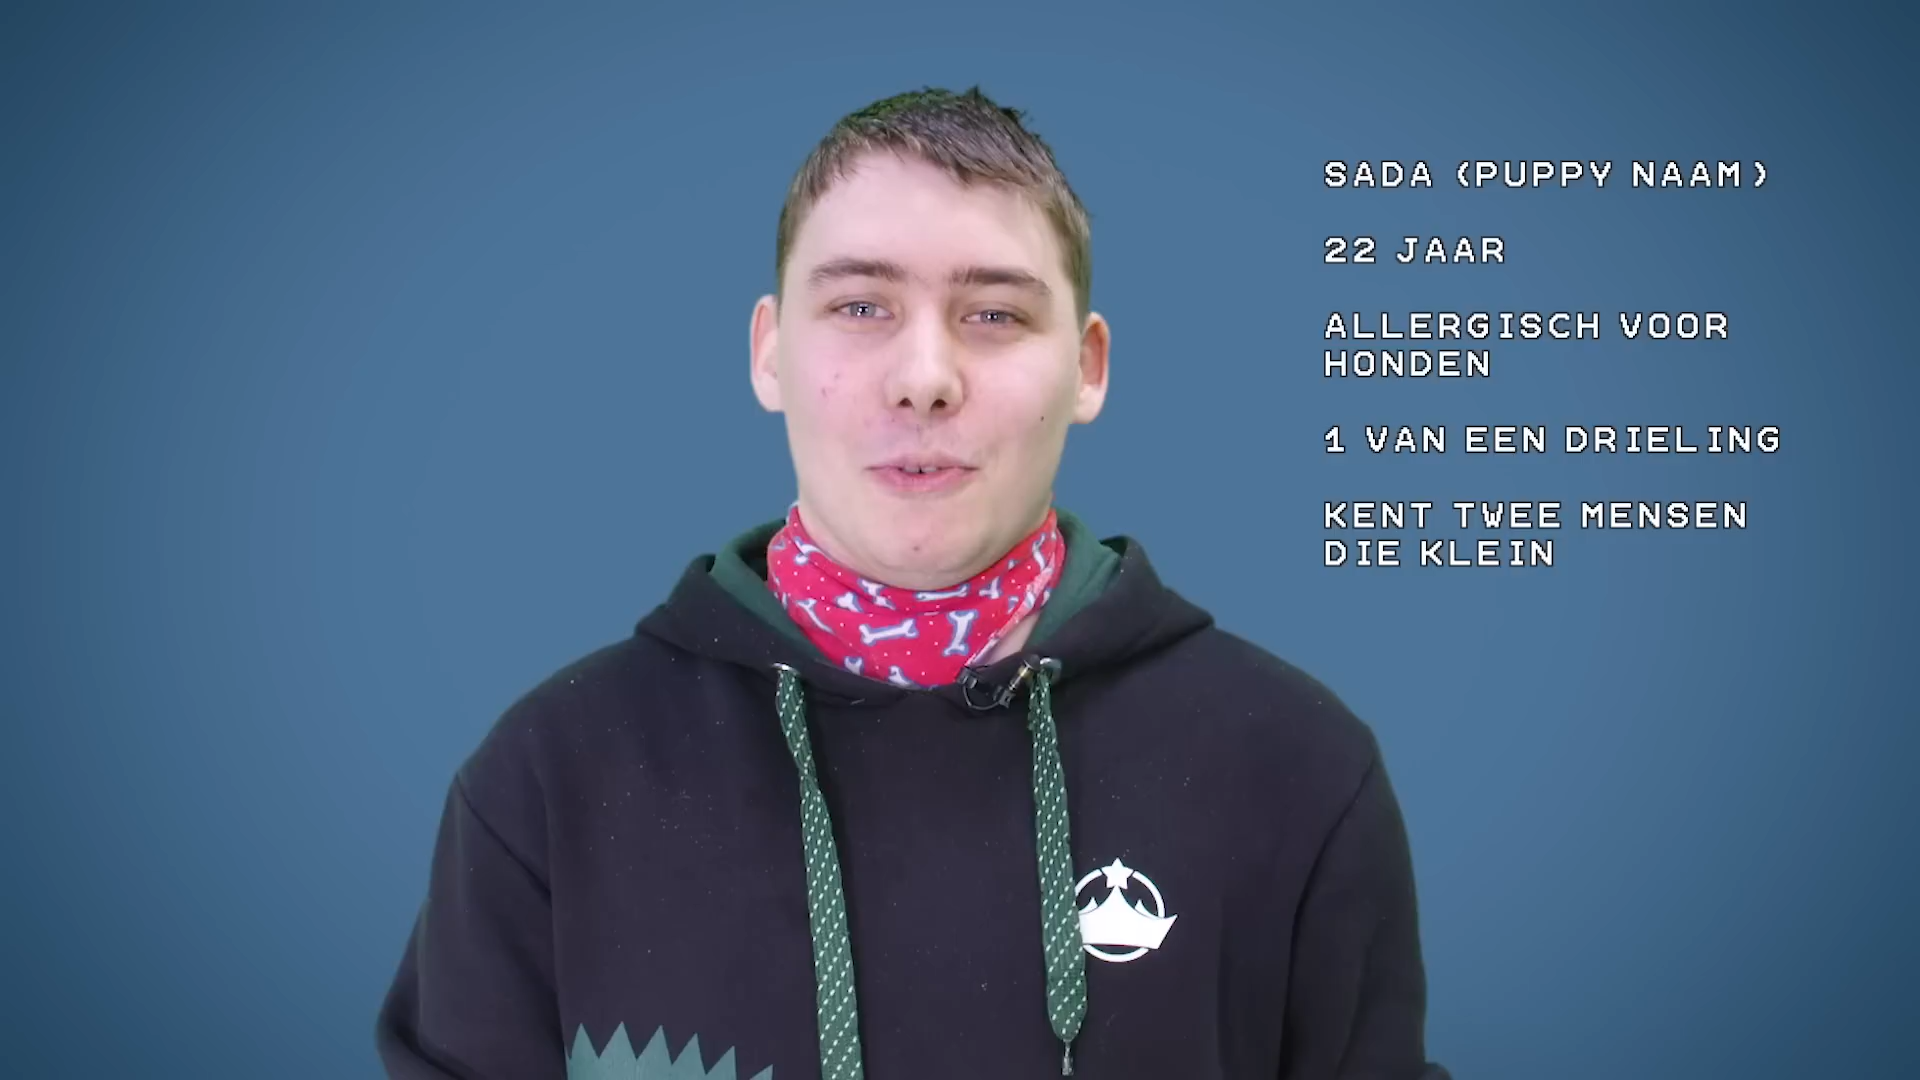 SADA (PUPPY NAAM)
22 JAAR
ALLERGISCH VOOR
HONDEN
1 VAN EEN DRIELING
KENT TWEE MENSEN
DIE KLEIN